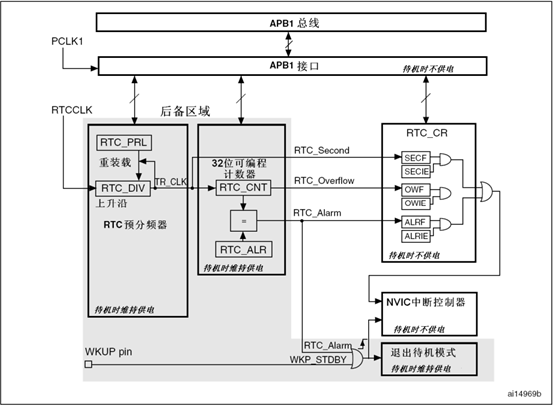 APB1 总线
PCLK1
APB1 接口
待机时不供电
RTCCLK
后备区域
RTC_PRL
重装载
RTC_DIV
上升沿
TR_CLK
RTC预分频器
待机时维持供电
32位可编程
计数器
RTC_CNT
=
RTC_ALR
待机时维持供电
RTC_Second
RTC_Overflow
RTC_Alarm
RTC_CR
SECF
SECIE
OWF
OWIE
ALRF
ALRIE
待机时不供电
NVIC中断控制器
待机时不供电
WKUP pin
RTC_Alarm
WKP_STDBY
退出待机模式
待机时维持供电
ai14969b